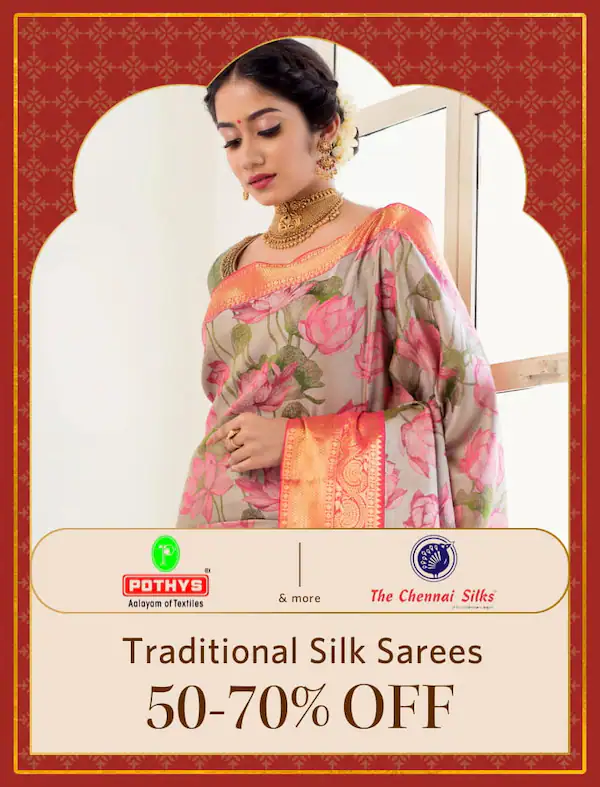 P
POTHYS
Aalayam of Textiles
& more
The Chennai Silks
Traditional Silk Sarees
50-70% OFF